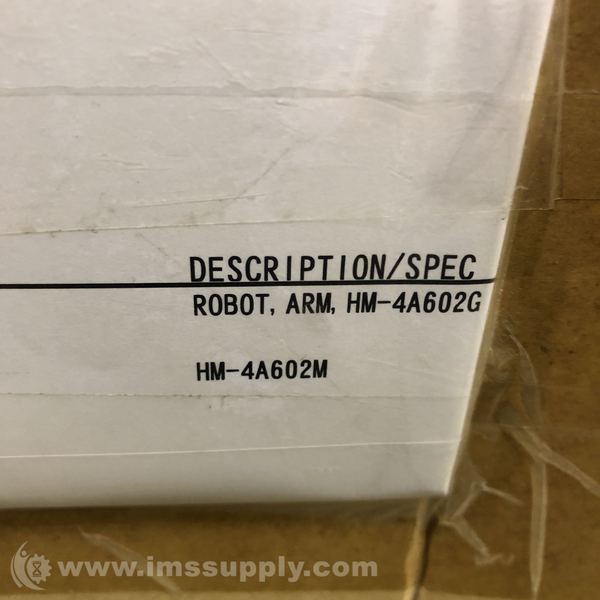 DESCRIPTION/SPEC
ROBOT, ARM, HM-4A602G
HM-4A602M
www.imssupply.com